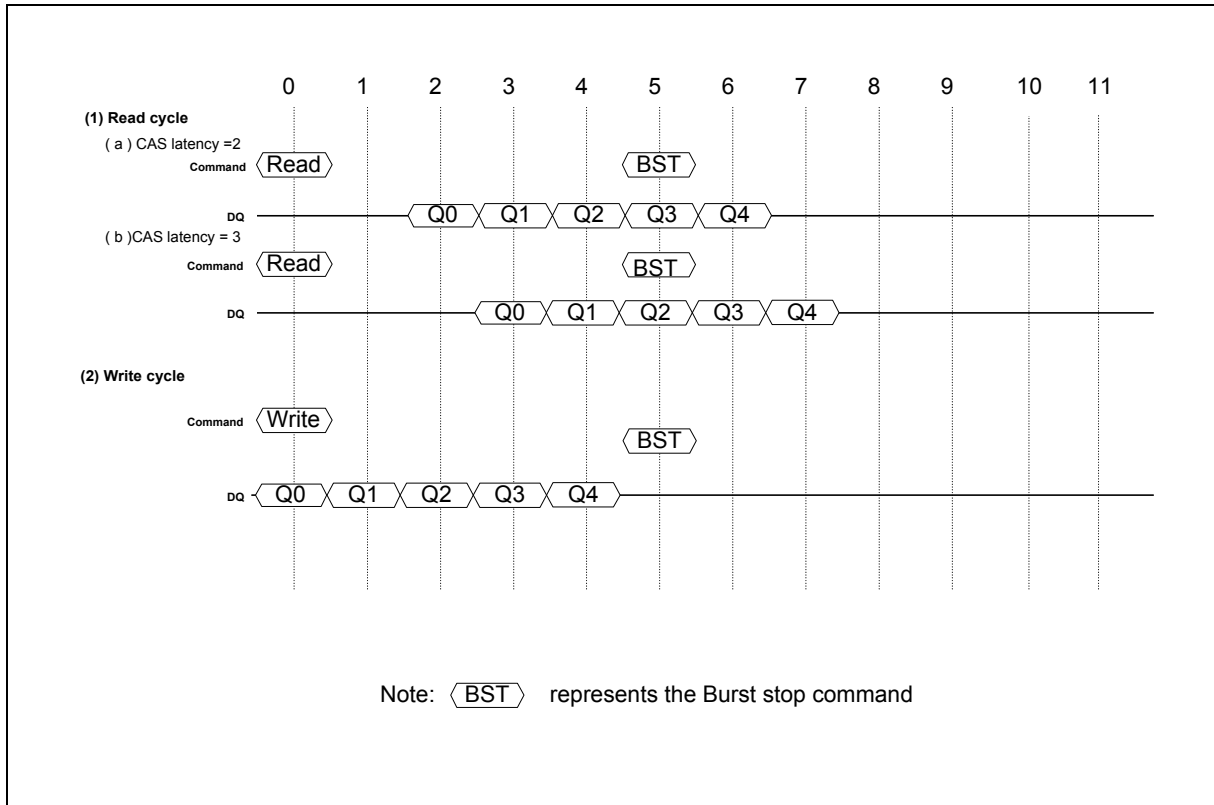 0 1 2 3 4 5 6 7 8 9 10 11
(1) Read cycle
( a ) CAS latency =2
Command Read BST
DQ Q0 Q1 Q2 Q3 Q4
( b )CAS latency = 3
Command Read BST
DQ Q0 Q1 Q2 Q3 Q4
(2) Write cycle
Command Write BST
DQ Q0 Q1 Q2 Q3 Q4
Note: BST represents the Burst stop command